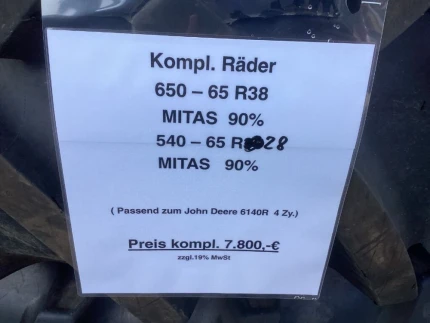 Kompl. Räder
650 – 65 R38
MITAS 90%
540 – 65 R28
MITAS 90%
( Passend zum John Deere 6140R 4 Zy.)
Preis kompl. 7.800,-€
zzgl.19% MwSt